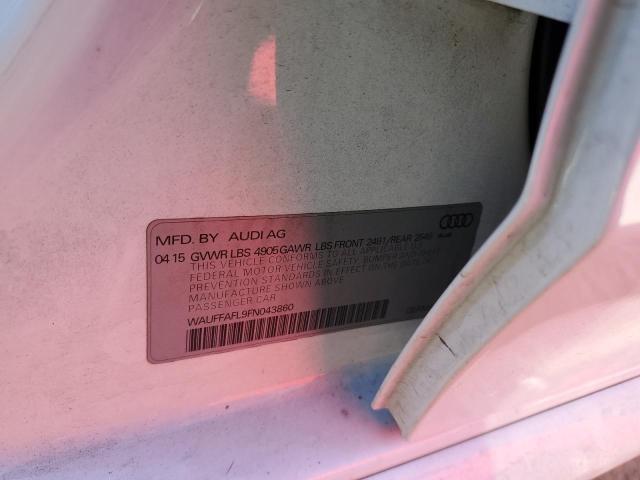 MFD. BY AUDI AG
04 15 GVWR LBS 4905 GAWR LBS FRONT 2491/REAR 2549
THIS VEHICLE CONFORMS TO ALL APPLICABLE U.S.
FEDERAL MOTOR VEHICLE SAFETY, BUMPER AND THEFT
PREVENTION STANDARDS IN EFFECT ON THE DATE OF
MANUFACTURE SHOWN ABOVE
PASSENGER CAR
WAUFFAFL9FN043860
Audi